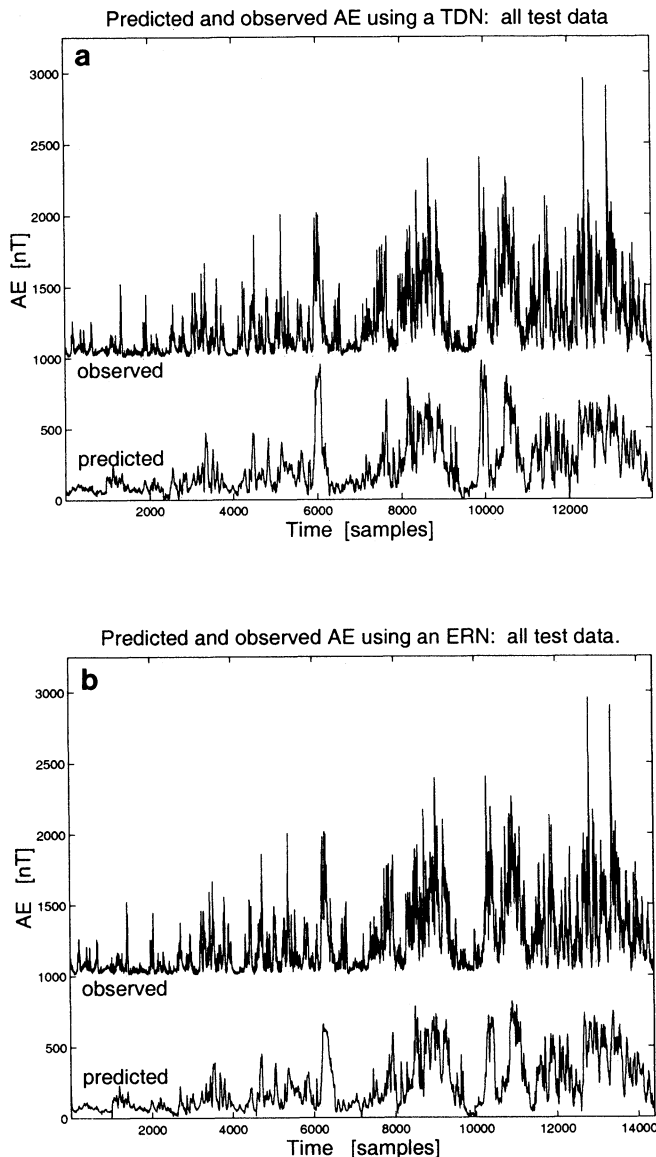 Predicted and observed AE using a TDN: all test data
a
3000
2500
2000
1500
1000
500
0
AE [nT]
observed
predicted
2000 4000 6000 8000 10000 12000
Time [samples]
Predicted and observed AE using an ERN: all test data.
b
3000
2500
2000
1500
1000
500
0
AE [nT]
observed
predicted
2000 4000 6000 8000 10000 12000 14000
Time [samples]